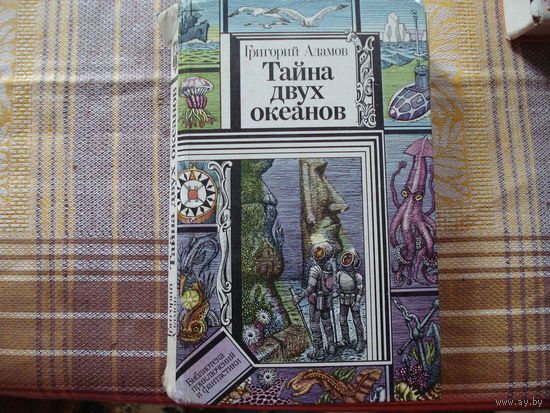 Григорий Адамов
Тайна
двух
океанов
Библиотека
приключений
и фантастики
www.ay.by